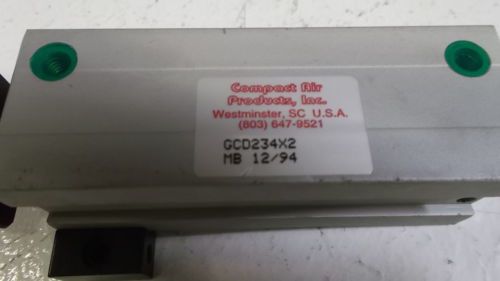 Compact Air
Products, Inc.
Westminster, SC U.S.A.
(803) 647-9521
GCD234X2
MB 12/94